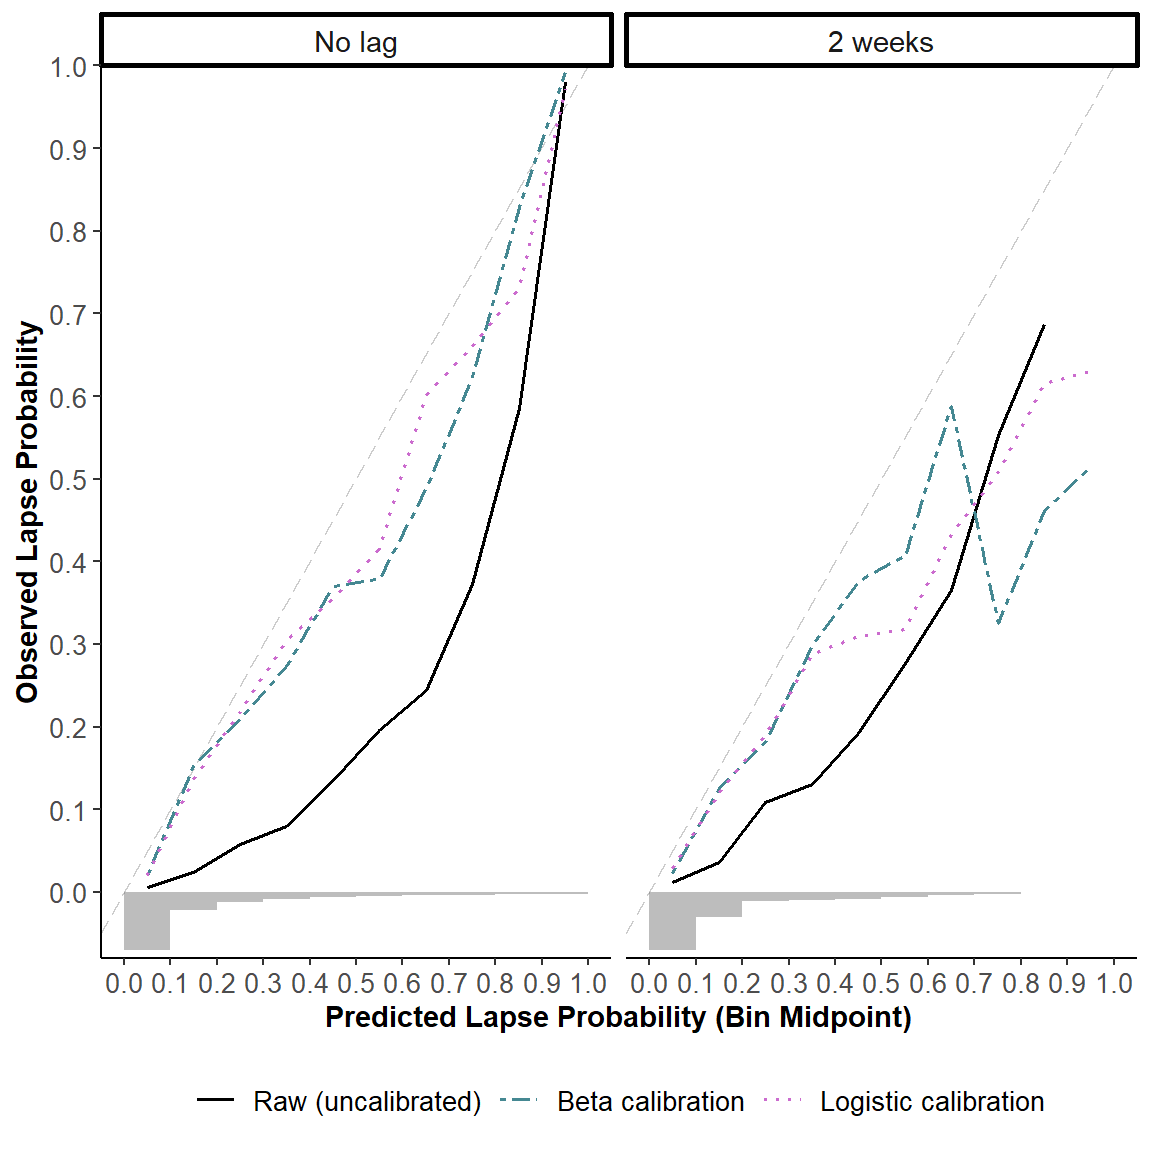 No lag
2 weeks
1.0
0.9
0.8
0.7
0.6
0.5
0.4
0.3
0.2
0.1
0.0
Observed Lapse Probability
0.0 0.1 0.2 0.3 0.4 0.5 0.6 0.7 0.8 0.9 1.0
0.0 0.1 0.2 0.3 0.4 0.5 0.6 0.7 0.8 0.9 1.0
Predicted Lapse Probability (Bin Midpoint)
Raw (uncalibrated) Beta calibration Logistic calibration